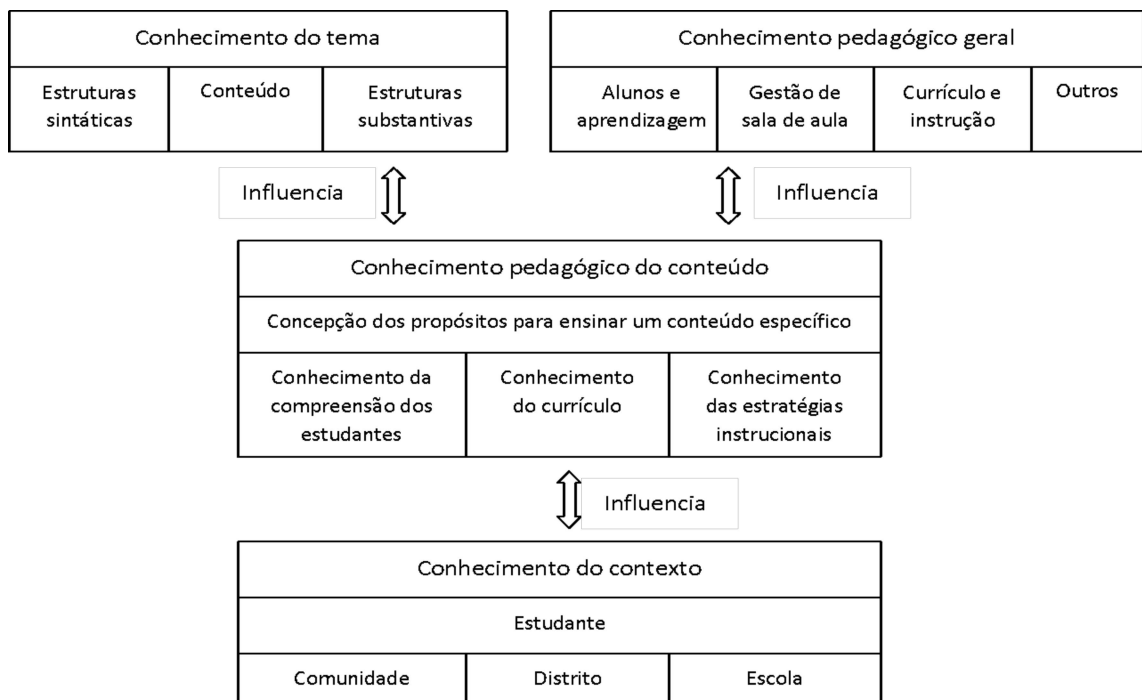 Conhecimento do tema
Estruturas
sintáticas
Conteúdo
Estruturas
substantivas
Conhecimento pedagógico geral
Alunos e
aprendizagem
Gestão de
sala de aula
Currículo e
instrução
Outros
Influencia
Influencia
Conhecimento pedagógico do conteúdo
Concepção dos propósitos para ensinar um conteúdo específico
Conhecimento da
compreensão dos
estudantes
Conhecimento
do currículo
Conhecimento
das estratégias
instrucionais
Influencia
Conhecimento do contexto
Estudante
Comunidade
Distrito
Escola